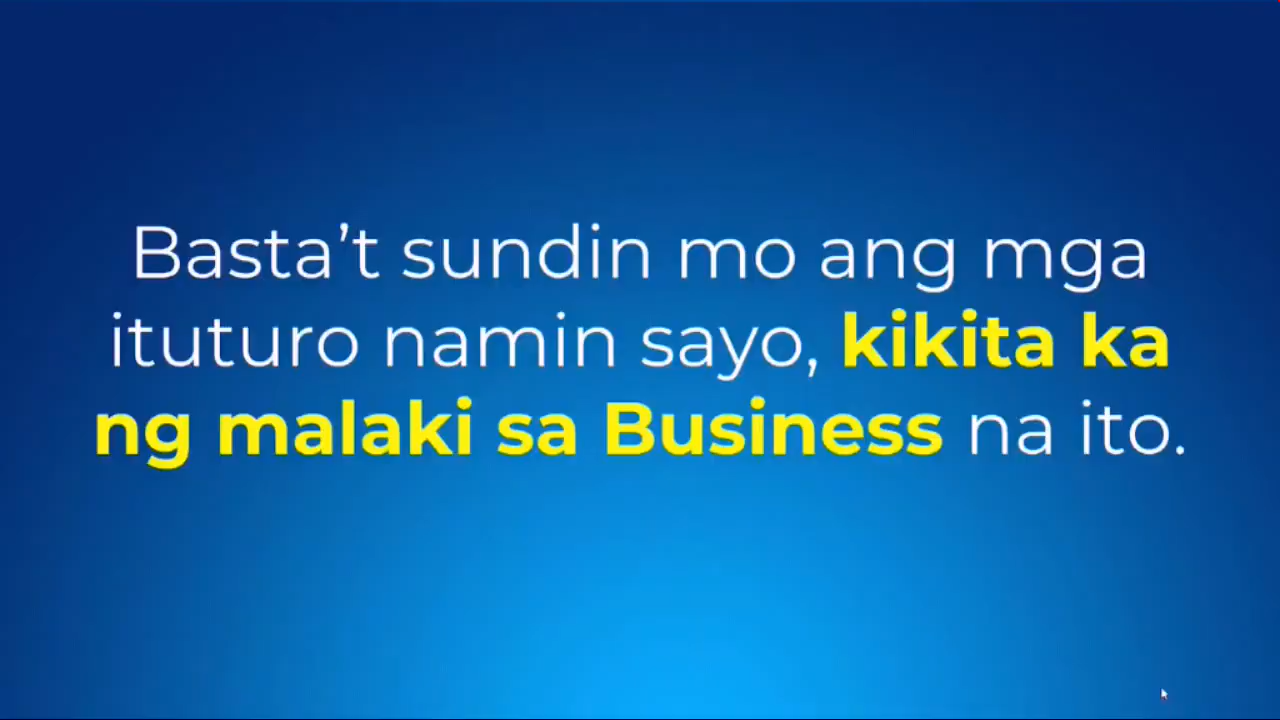 Basta’t sundin mo ang mga
ituturo namin sayo, kikita ka
ng malaki sa Business na ito.